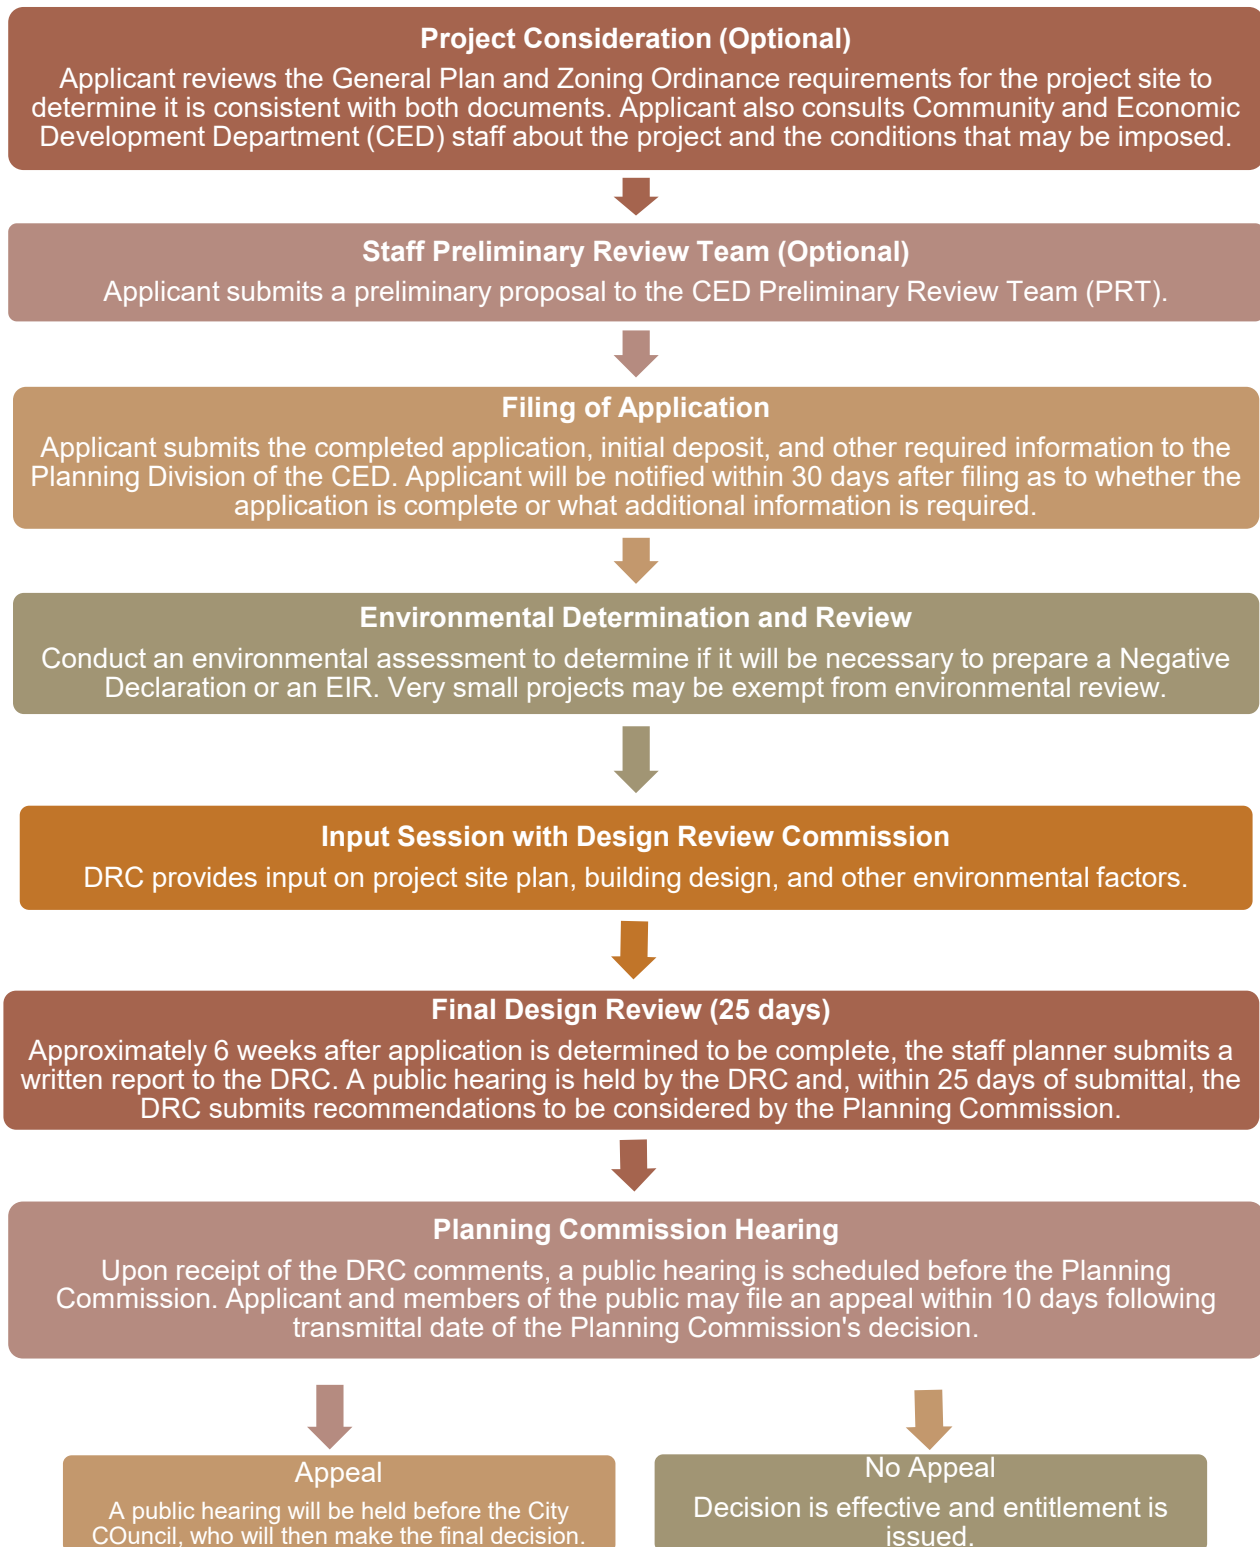 Project Consideration (Optional)
Applicant reviews the General Plan and Zoning Ordinance requirements for the project site to
determine it is consistent with both documents. Applicant also consults Community and Economic
Development Department (CED) staff about the project and the conditions that may be imposed.
Staff Preliminary Review Team (Optional)
Applicant submits a preliminary proposal to the CED Preliminary Review Team (PRT).
Filing of Application
Applicant submits the completed application, initial deposit, and other required information to the
Planning Division of the CED. Applicant will be notified within 30 days after filing as to whether the
application is complete or what additional information is required.
Environmental Determination and Review
Conduct an environmental assessment to determine if it will be necessary to prepare a Negative
Declaration or an EIR. Very small projects may be exempt from environmental review.
Input Session with Design Review Commission
DRC provides input on project site plan, building design, and other environmental factors.
Final Design Review (25 days)
Approximately 6 weeks after application is determined to be complete, the staff planner submits a
written report to the DRC. A public hearing is held by the DRC and, within 25 days of submittal, the
DRC submits recommendations to be considered by the Planning Commission.
Planning Commission Hearing
Upon receipt of the DRC comments, a public hearing is scheduled before the Planning
Commission. Applicant and members of the public may file an appeal within 10 days following
transmittal date of the Planning Commission's decision.
Appeal
A public hearing will be held before the City
COuncil, who will then make the final decision.
No Appeal
Decision is effective and entitlement is
issued.